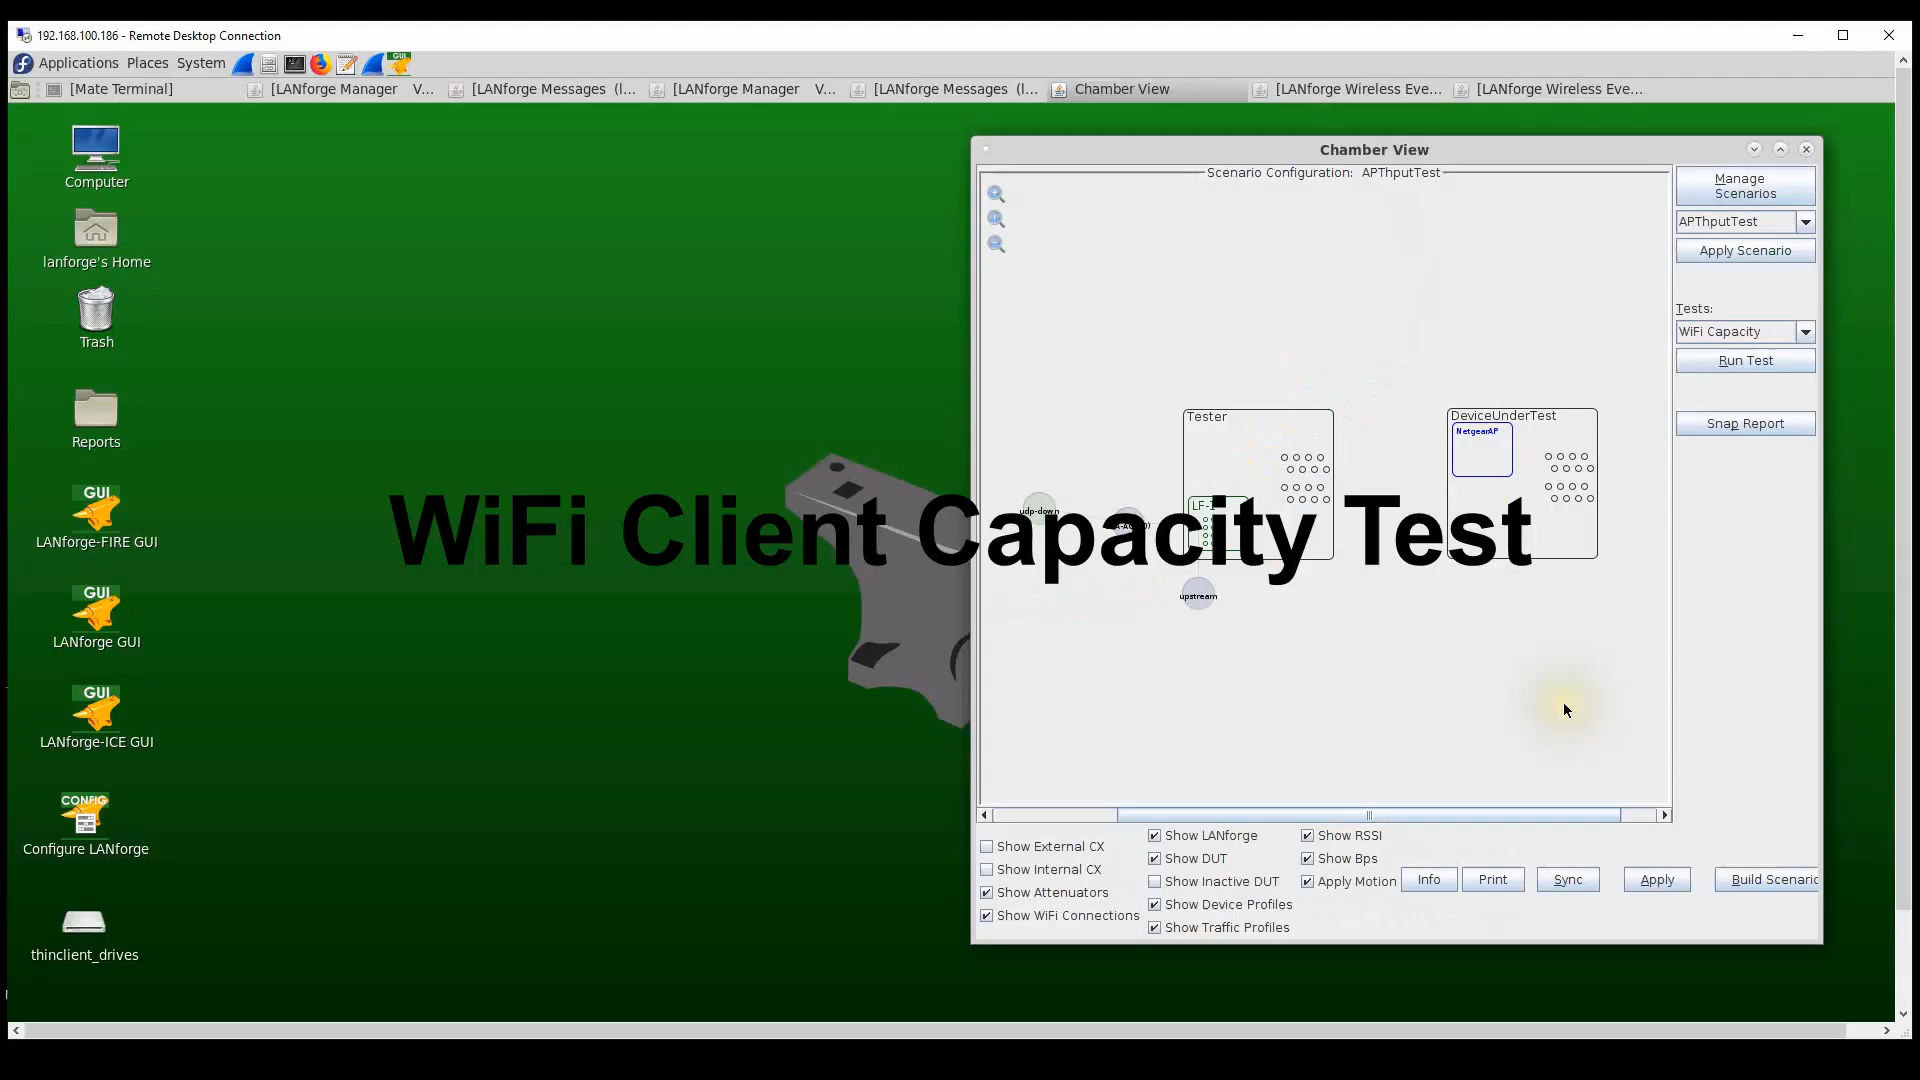 192.168.100.186 - Remote Desktop Connection
Applications Places System
[Mate Terminal] [LANforge Manager V... [LANforge Messages (l... [LANforge Manager V... [LANforge Messages (l... Chamber View [LANforge Wireless Eve... [LANforge Wireless Eve...
Computer
lanforge's Home
Trash
Reports
GUI
LANforge-FIRE GUI
GUI
LANforge GUI
GUI
LANforge-ICE GUI
CONFIG
Configure LANforge
thinclient_drives
Chamber View
Scenario Configuration: APThputTest
Manage Scenarios
APThputTest
Apply Scenario
Tests:
WiFi Capacity
Run Test
Snap Report
Tester
DeviceUnderTest
NetgearAP
udp-down
upstream
WiFi Client Capacity Test
Show External CX
Show Internal CX
Show Attenuators
Show WiFi Connections
Show LANforge
Show DUT
Show Inactive DUT
Show Device Profiles
Show Traffic Profiles
Show RSSI
Show Bps
Apply Motion
Info
Print
Sync
Apply
Build Scenario